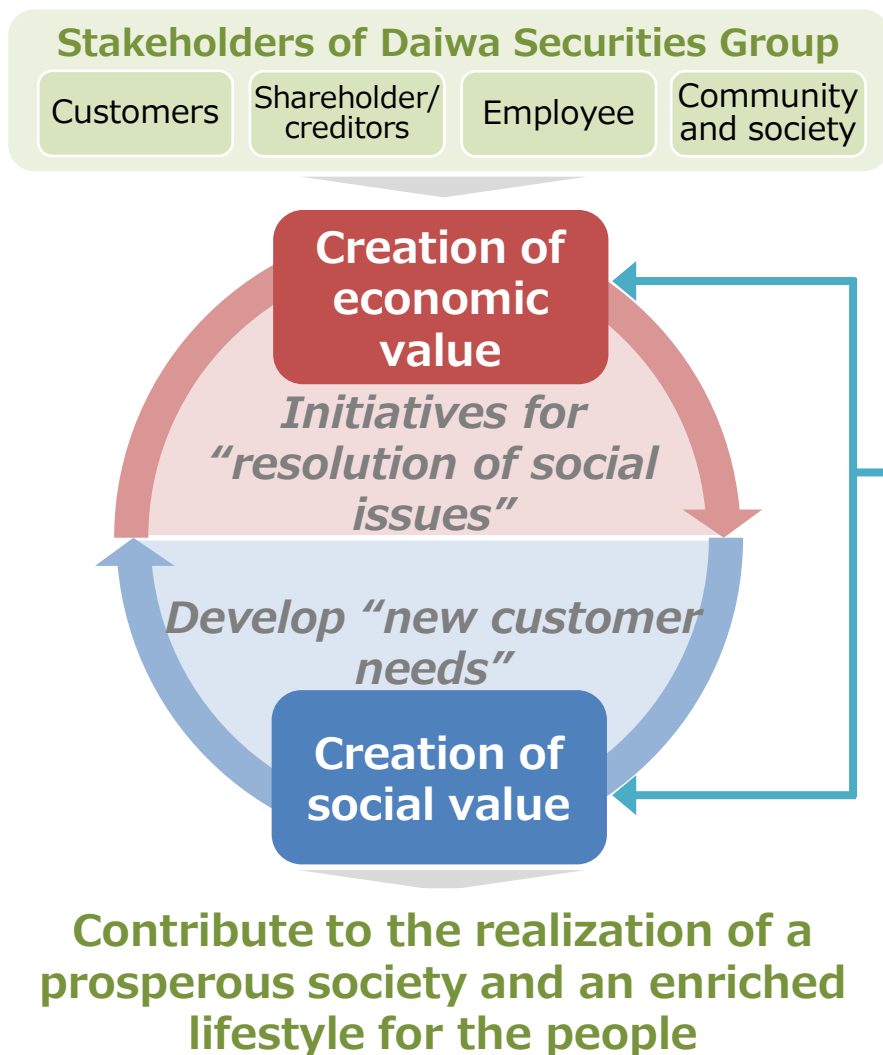 Stakeholders of Daiwa Securities Group
Customers
Shareholder/
creditors
Employee
Community
and society
Creation of
economic
value
Initiatives for
“resolution of social
issues”
Develop “new customer
needs”
Creation of
social value
Contribute to the realization of a
prosperous society and an enriched
lifestyle for the people